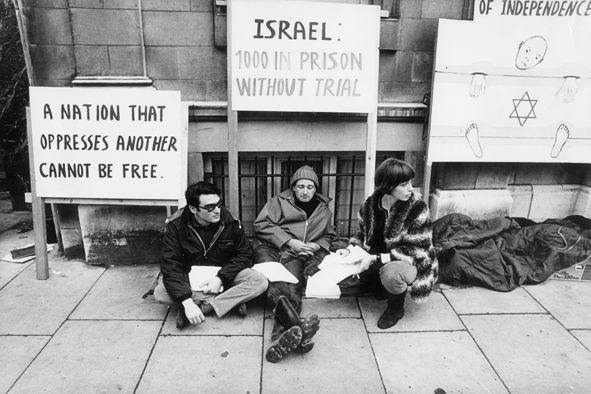 A NATION THAT
OPPRESSES ANOTHER
CANNOT BE FREE.
ISRAEL:
1000 IN PRISON
WITHOUT TRIAL
OF INDEPENDENCE